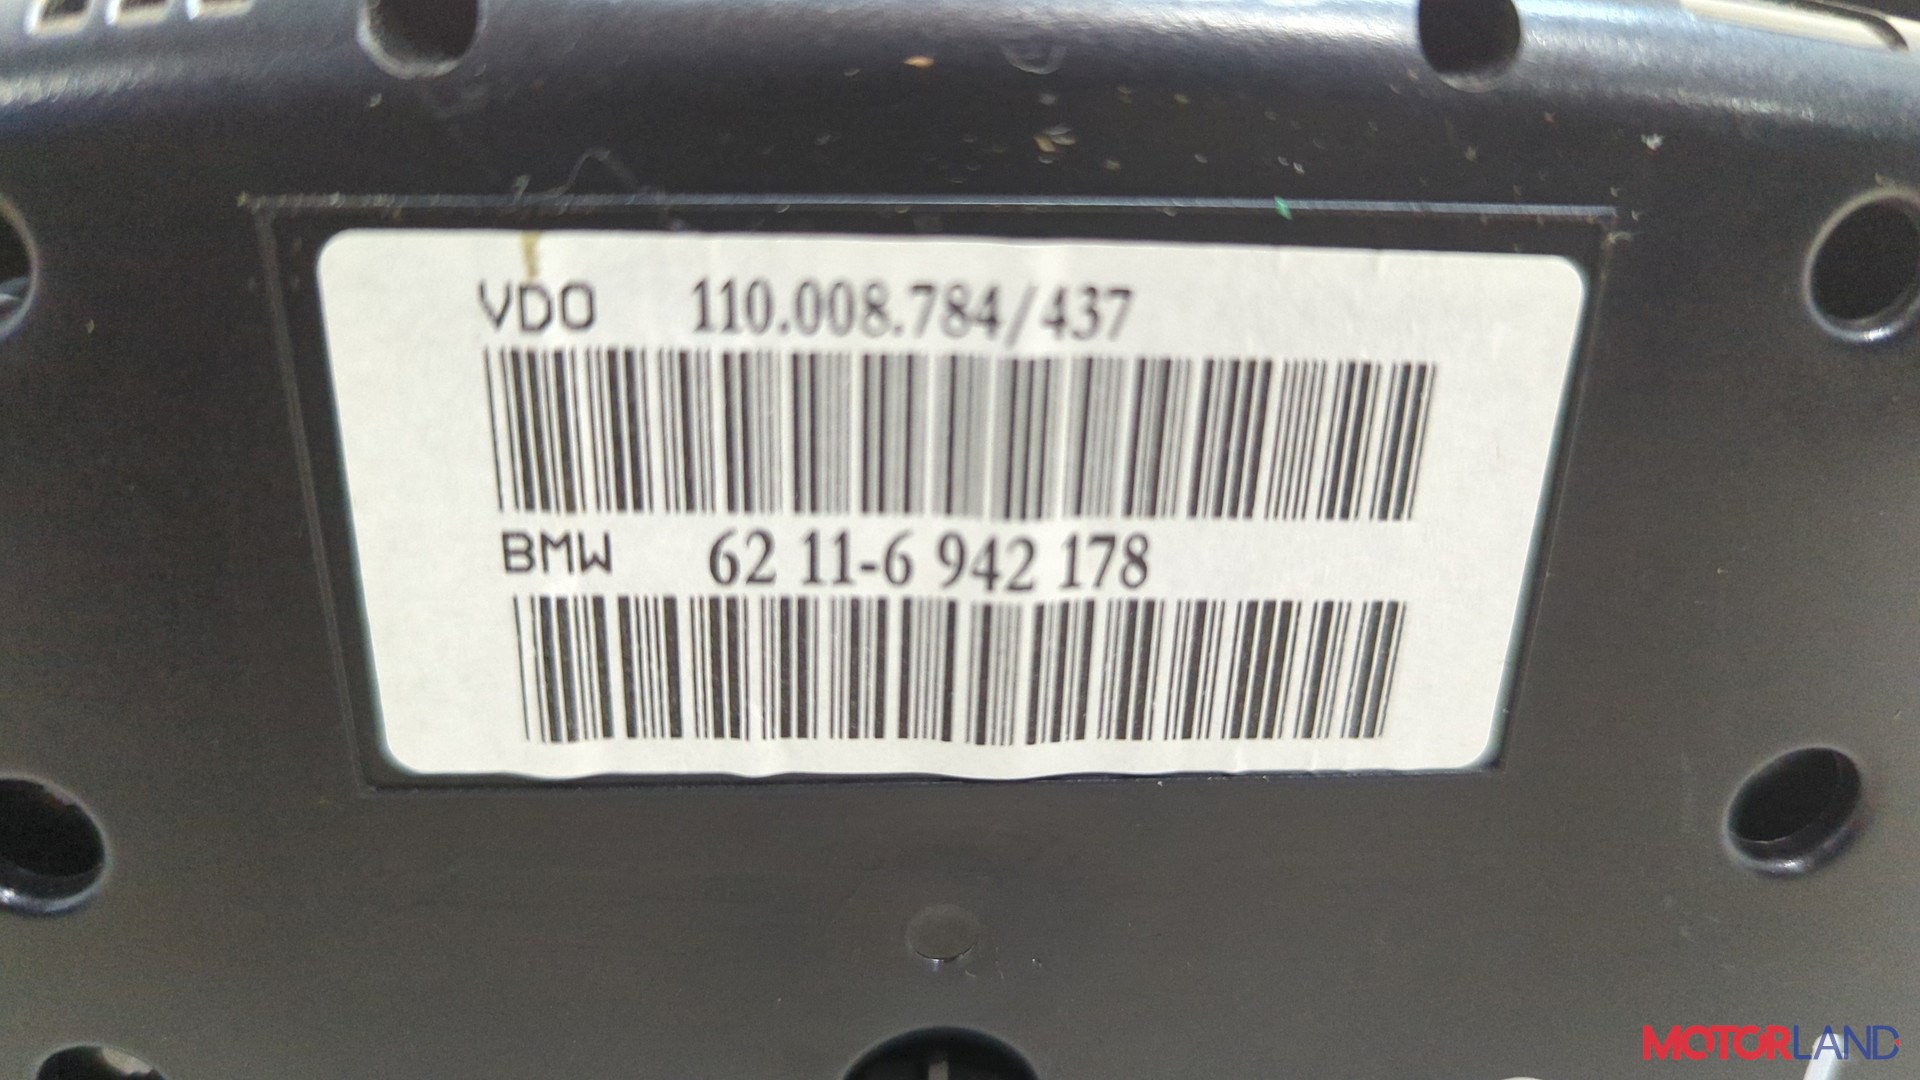 VDO 110.008.784/437
BMW 62 11-6 942 178
MOTORLAND